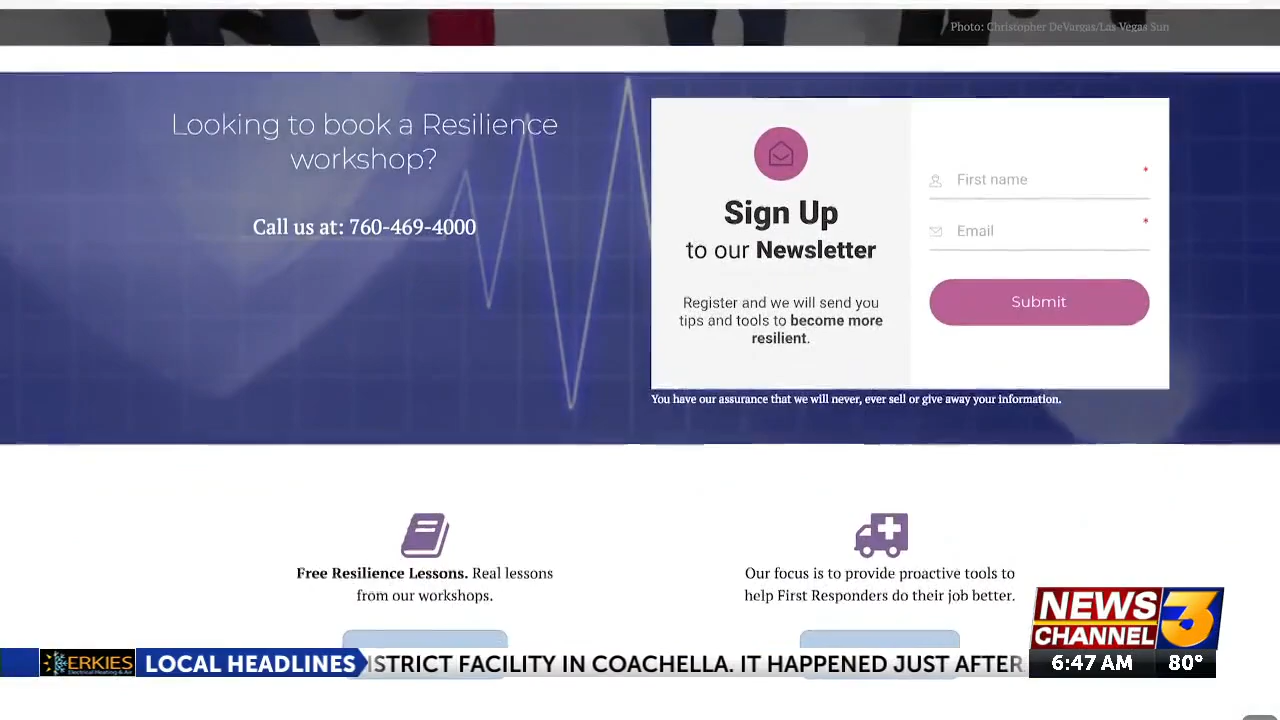 Photo: Christopher DeVargas/Las Vegas Sun
Looking to book a Resilience
workshop?
Call us at: 760-469-4000
Sign Up
to our Newsletter
Register and we will send you
tips and tools to become more
resilient.
First name *
Email *
Submit
You have our assurance that we will never, ever sell or give away your information.
Free Resilience Lessons. Real lessons
from our workshops.
Our focus is to provide proactive tools to
help First Responders do their job better.
NEWS
CHANNEL 3
ERKIES
Electrical Heating & Air
LOCAL HEADLINES
ISTRICT FACILITY IN COACHELLA. IT HAPPENED JUST AFTER
6:47 AM 80°